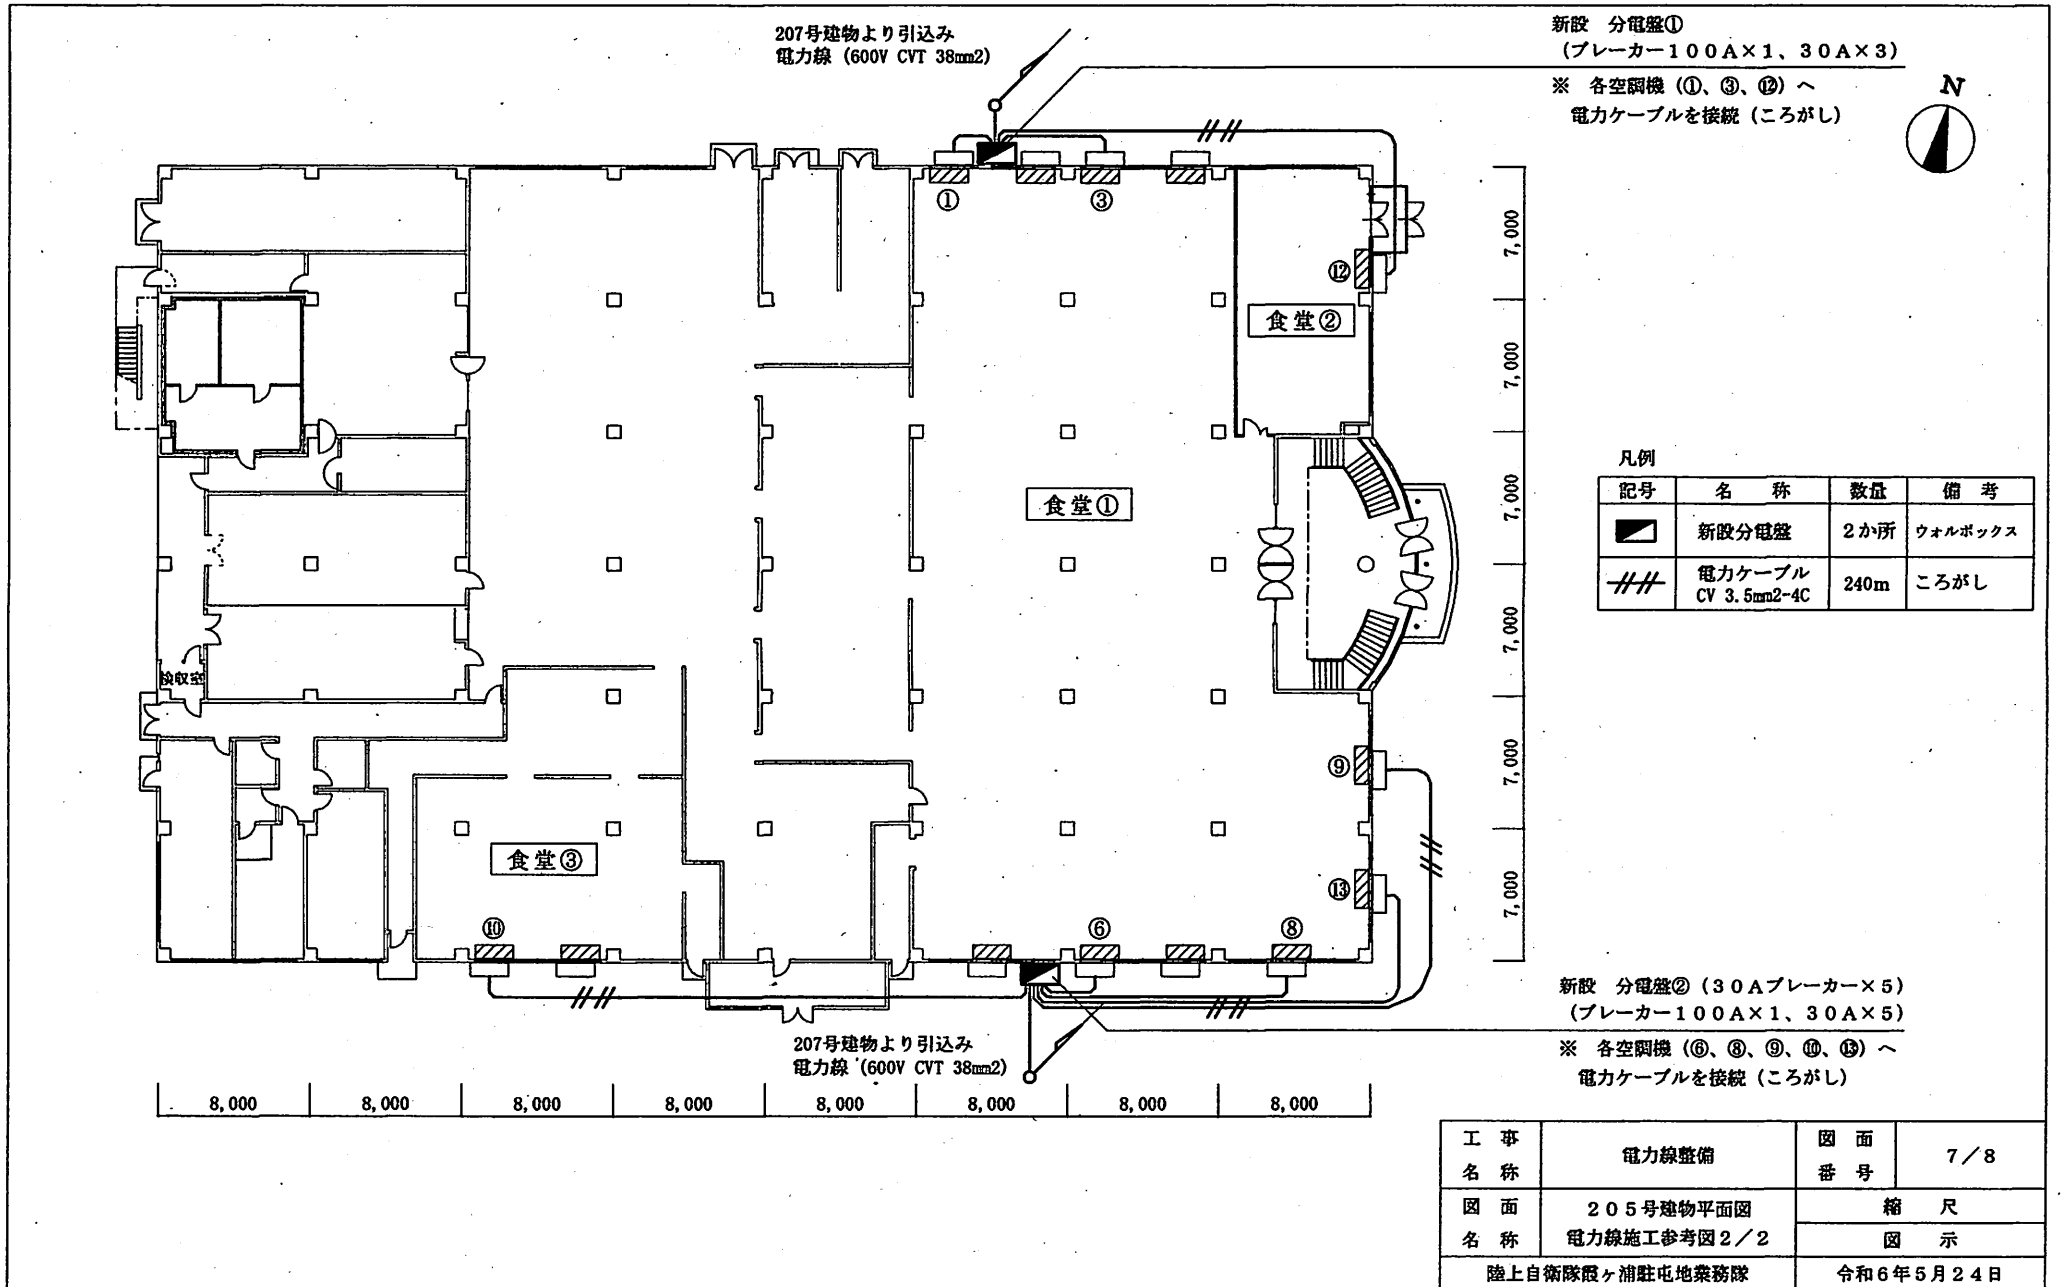 207号建物より引込み
電力線 (600V CVT 38mm2)
新設 分電盤①
(ブレーカー100A×1、30A×3)
※ 各空調機 (①、③、⑫) へ
電力ケーブルを接続 (ころがし)
N
①
③
⑫
食堂②
食堂①
7,000
7,000
7,000
7,000
7,000
7,000
凡例
記号 名 称 数量 備 考
新設分電盤 2か所 ウォルボックス
電力ケーブル
CV 3.5mm2-4C
240m ころがし
検収室
⑨
⑬
食堂③
⑩
⑥
⑧
新設 分電盤② (30Aブレーカー×5)
(ブレーカー100A×1、30A×5)
※ 各空調機 (⑥、⑧、⑨、⑩、⑬) へ
電力ケーブルを接続 (ころがし)
207号建物より引込み
電力線 (600V CVT 38mm2)
8,000 8,000 8,000 8,000 8,000 8,000 8,000 8,000
工 事
名 称
電力線整備
図 面
番 号
7/8
図 面
名 称
205号建物平面図
電力線施工参考図2/2
縮 尺
図 示
陸上自衛隊霞ヶ浦駐屯地業務隊 令和6年5月24日